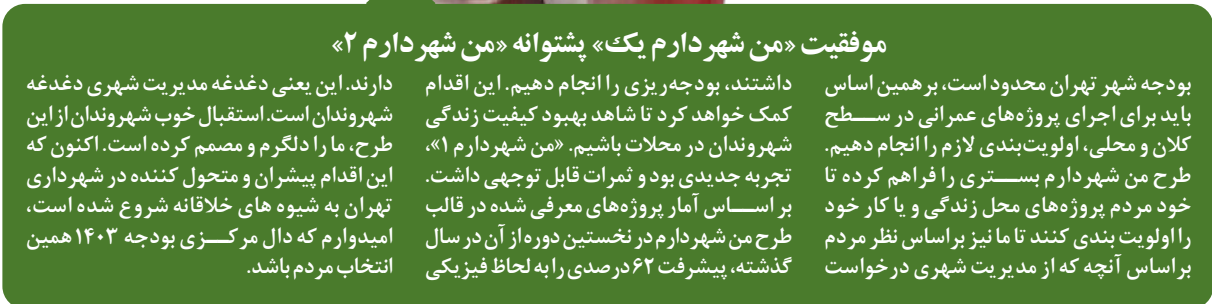 موفقیت «من شهردارم یک» پشتوانه «من شهردارم ۲»
بودجه شهر تهران محدود است، بر همین اساس
باید برای اجرای پروژه‌های عمرانی در سطح
کلان و محلی، اولویت‌بندی لازم را انجام دهیم.
طرح من شهردارم بستری را فراهم کرده تا
خود مردم پروژه‌های محل زندگی و یا کار خود
را اولویت بندی کنند تا ما نیز براساس نظر مردم
براساس آنچه که از مدیریت شهری درخواست
داشتند، بودجه‌ریزی را انجام دهیم. این اقدام
کمک خواهد کرد تا شاهد بهبود کیفیت زندگی
شهروندان در محلات باشیم. «من شهردارم ۱»،
تجربه جدیدی بود و ثمرات قابل توجهی داشت.
بر اساس آمار پروژه‌های معرفی شده در قالب
طرح من شهردارم در نخستین دوره از آن در سال
گذشته، پیشرفت ۶۲ درصدی را به لحاظ فیزیکی
دارند. این یعنی دغدغه مدیریت شهری دغدغه
شهروندان است. استقبال خوب شهروندان از این
طرح، ما را دلگرم و مصمم کرده است. اکنون که
این اقدام پیشران و متحول کننده در شهرداری
تهران به شیوه های خلاقانه شروع شده است،
امیدوارم که دال مرکزی بودجه ۱۴۰۳ همین
انتخاب مردم باشد.